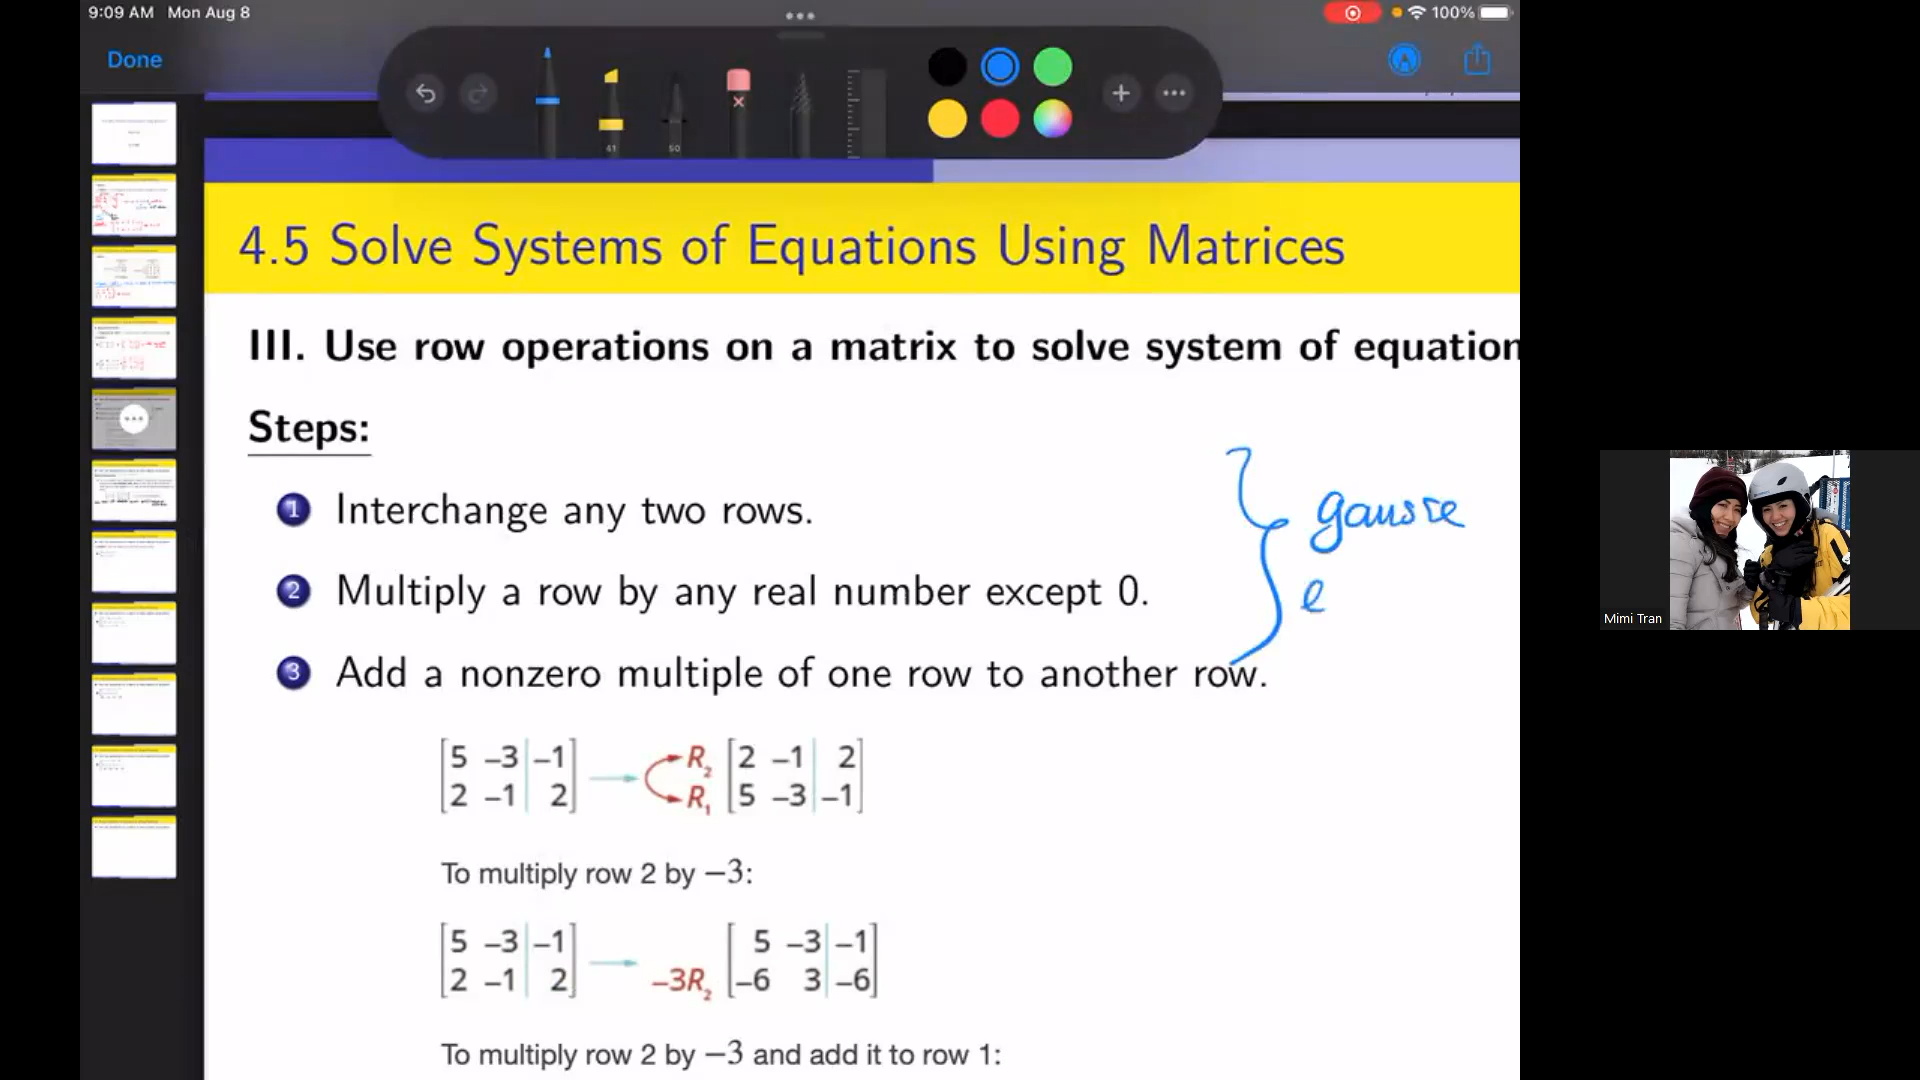 9:09 AM Mon Aug 8
100%
Done
41
50
4.5 Solve Systems of Equations Using Matrices
III. Use row operations on a matrix to solve system of equation
Steps:
1 Interchange any two rows.
2 Multiply a row by any real number except 0.
3 Add a nonzero multiple of one row to another row.
gausse
e
[5 −3 | −1] R₂ [2 −1 | 2]
[2 −1 | 2] R₁ [5 −3 | −1]
To multiply row 2 by −3:
[5 −3 | −1] [5 −3 | −1]
[2 −1 | 2] −3R₂ [−6 3 | −6]
To multiply row 2 by −3 and add it to row 1:
Mimi Tran